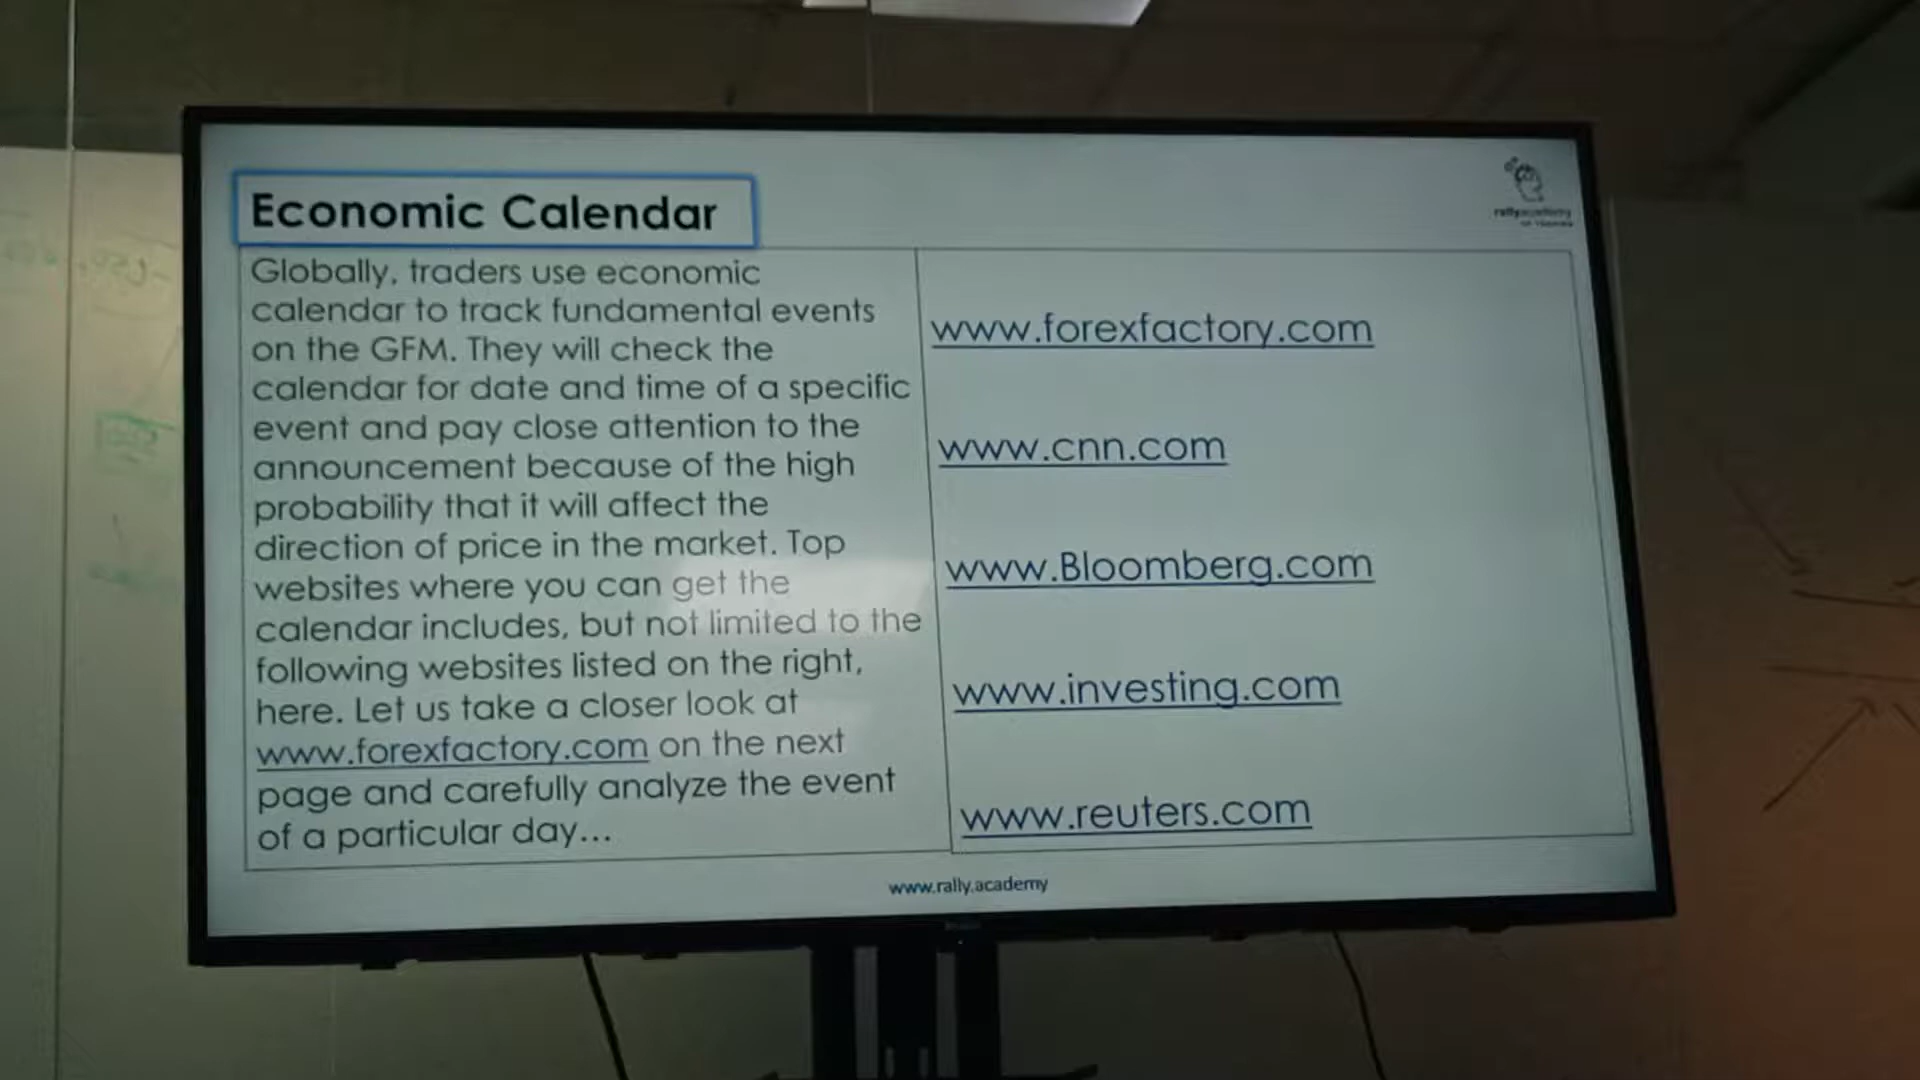 Economic Calendar
Globally, traders use economic
calendar to track fundamental events
on the GFM. They will check the
calendar for date and time of a specific
event and pay close attention to the
announcement because of the high
probability that it will affect the
direction of price in the market. Top
websites where you can get the
calendar includes, but not limited to the
following websites listed on the right,
here. Let us take a closer look at
www.forexfactory.com on the next
page and carefully analyze the event
of a particular day...
www.forexfactory.com
www.cnn.com
www.Bloomberg.com
www.investing.com
www.reuters.com
rallyacademy
www.rally.academy